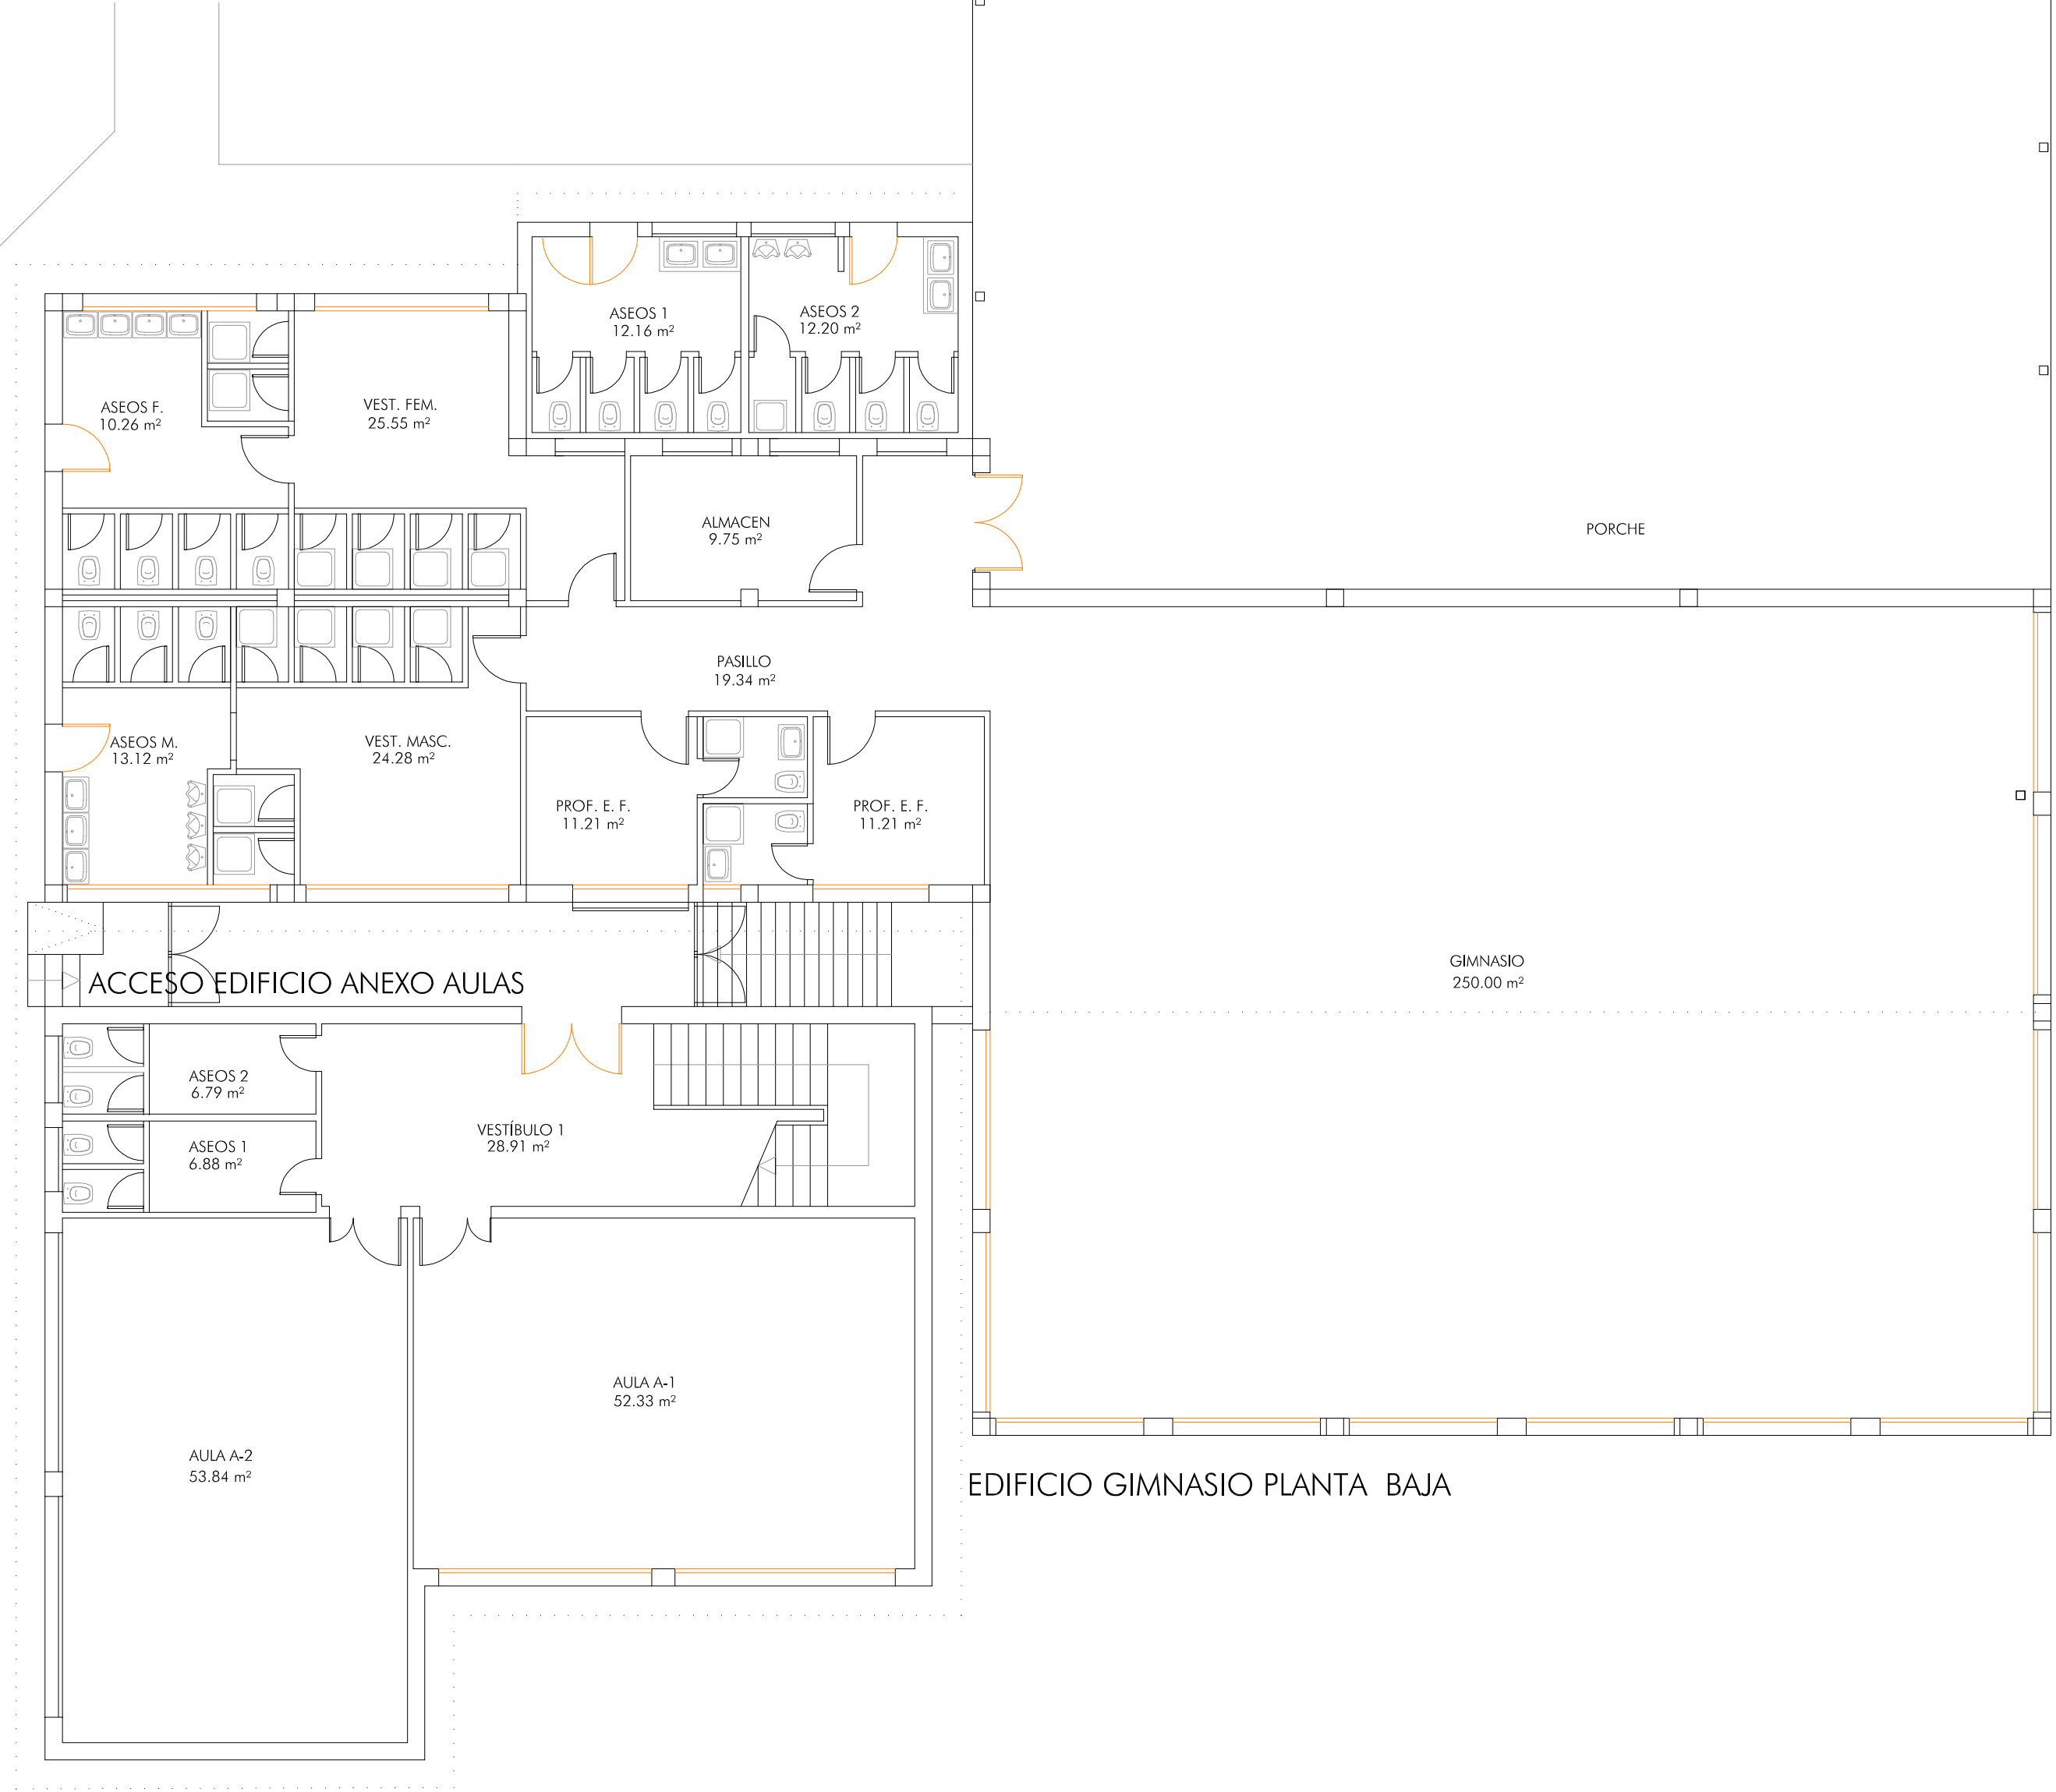 ASEOS 1
12.16 m²
ASEOS 2
12.20 m²
ASEOS F.
10.26 m²
VEST. FEM.
25.55 m²
ALMACEN
9.75 m²
PORCHE
PASILLO
19.34 m²
ASEOS M.
13.12 m²
VEST. MASC.
24.28 m²
PROF. E. F.
11.21 m²
PROF. E. F.
11.21 m²
GIMNASIO
250.00 m²
ACCESO EDIFICIO ANEXO AULAS
ASEOS 2
6.79 m²
VESTÍBULO 1
28.91 m²
ASEOS 1
6.88 m²
AULA A-1
52.33 m²
AULA A-2
53.84 m²
EDIFICIO GIMNASIO PLANTA BAJA